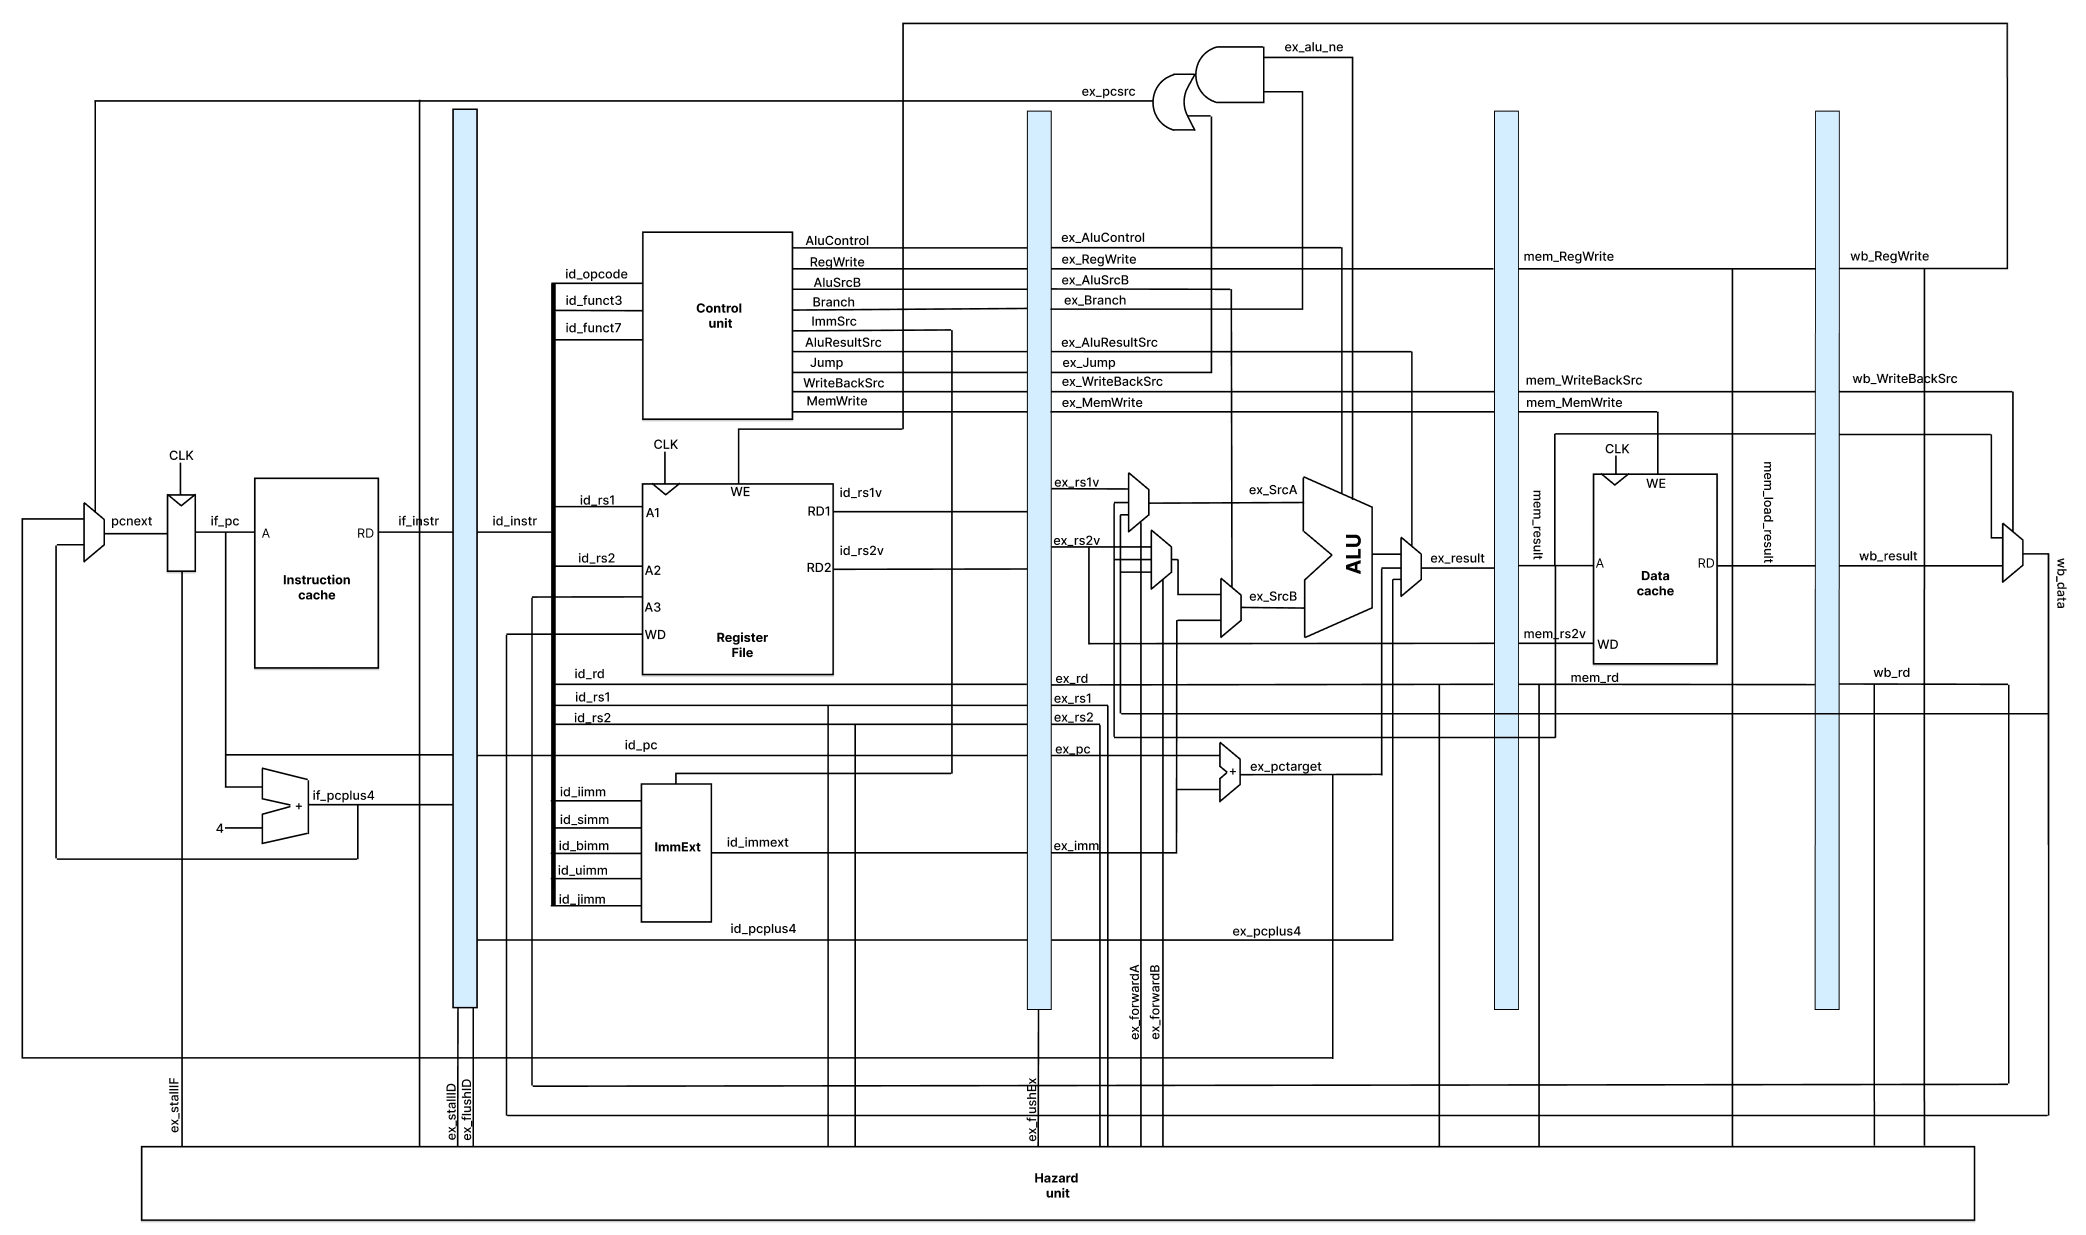 ex_alu_ne
ex_pcsrc
AluControl
ex_AluControl
RegWrite
ex_RegWrite
mem_RegWrite
wb_RegWrite
id_opcode
AluSrcB
ex_AluSrcB
id_funct3
Control
unit
Branch
ex_Branch
id_funct7
ImmSrc
AluResultSrc
ex_AluResultSrc
Jump
ex_Jump
WriteBackSrc
ex_WriteBackSrc
mem_WriteBackSrc
wb_WriteBackSrc
MemWrite
ex_MemWrite
mem_MemWrite
CLK
CLK
CLK
WE
WE
id_rs1
A1
id_rs1v
RD1
ex_rs1v
ex_SrcA
mem_result
mem_load_result
pcnext
if_pc
A
RD
if_instr
id_instr
Instruction
cache
id_rs2
A2
id_rs2v
RD2
ex_rs2v
ALU
ex_result
A
RD
Data
cache
wb_result
wb_data
A3
ex_SrcB
WD
Register
File
mem_rs2v
WD
id_rd
ex_rd
mem_rd
wb_rd
id_rs1
ex_rs1
id_rs2
ex_rs2
id_pc
ex_pc
+
ex_pctarget
if_pcplus4
+
4
id_iimm
id_simm
id_bimm
id_uimm
id_jimm
ImmExt
id_immext
ex_imm
id_pcplus4
ex_pcplus4
ex_forwardA
ex_forwardB
ex_stallIF
ex_stallID
ex_flushID
ex_flushEx
Hazard
unit